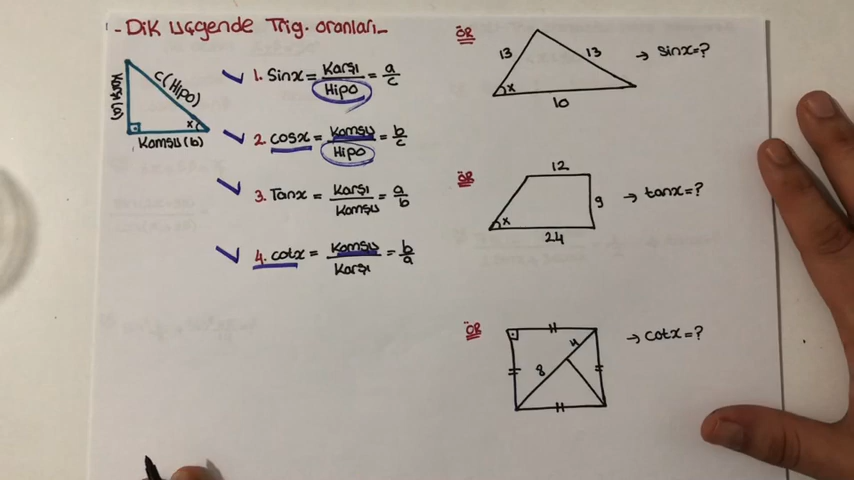 1- Dik üçgende Trig. oranları-
Karşı(a)
c(Hipo)
x
Komşu(b)
1. Sinx= Karşı/Hipo = a/c
2. cosx= Komşu/Hipo = b/c
3. Tanx= Karşı/Komşu = a/b
4. cotx= Komşu/Karşı = b/a
ÖR
13
13
x
10
→ sinx=?
ÖR
12
9
x
24
→ tanx=?
ÖR
4
8
→ cotx=?